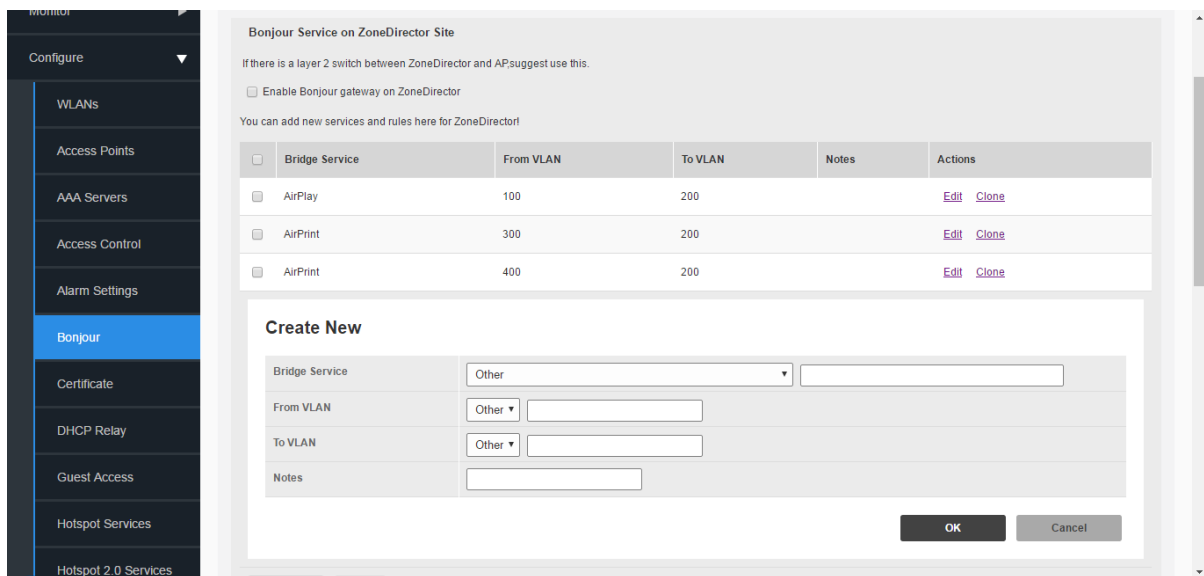 Monitor
Configure
WLANs
Access Points
AAA Servers
Access Control
Alarm Settings
Bonjour
Certificate
DHCP Relay
Guest Access
Hotspot Services
Hotspot 2.0 Services
Bonjour Service on ZoneDirector Site
If there is a layer 2 switch between ZoneDirector and AP,suggest use this.
Enable Bonjour gateway on ZoneDirector
You can add new services and rules here for ZoneDirector!
Bridge Service From VLAN To VLAN Notes Actions
AirPlay 100 200 Edit Clone
AirPrint 300 200 Edit Clone
AirPrint 400 200 Edit Clone
Create New
Bridge Service Other
From VLAN Other
To VLAN Other
Notes
OK Cancel